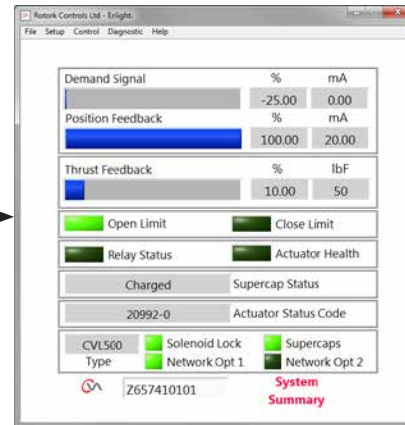 Rotork Controls Ltd - Enlight.
File Setup Control Diagnostic Help
Demand Signal % mA
-25.00 0.00
Position Feedback % mA
100.00 20.00
Thrust Feedback % lbF
10.00 50
Open Limit Close Limit
Relay Status Actuator Health
Charged Supercap Status
20992-0 Actuator Status Code
CVL500 Solenoid Lock Supercaps
Type Network Opt 1 Network Opt 2
Z657410101 System
Summary